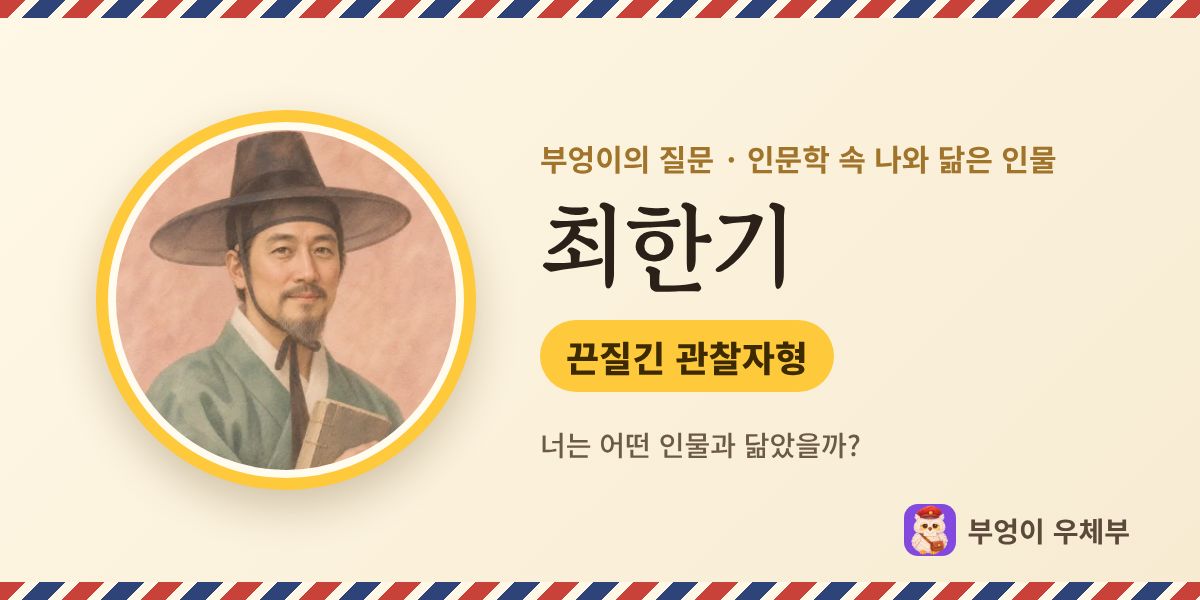 부엉이의 질문 · 인문학 속 나와 닮은 인물
최한기
끈질긴 관찰자형
너는 어떤 인물과 닮았을까?
부엉이 우체부